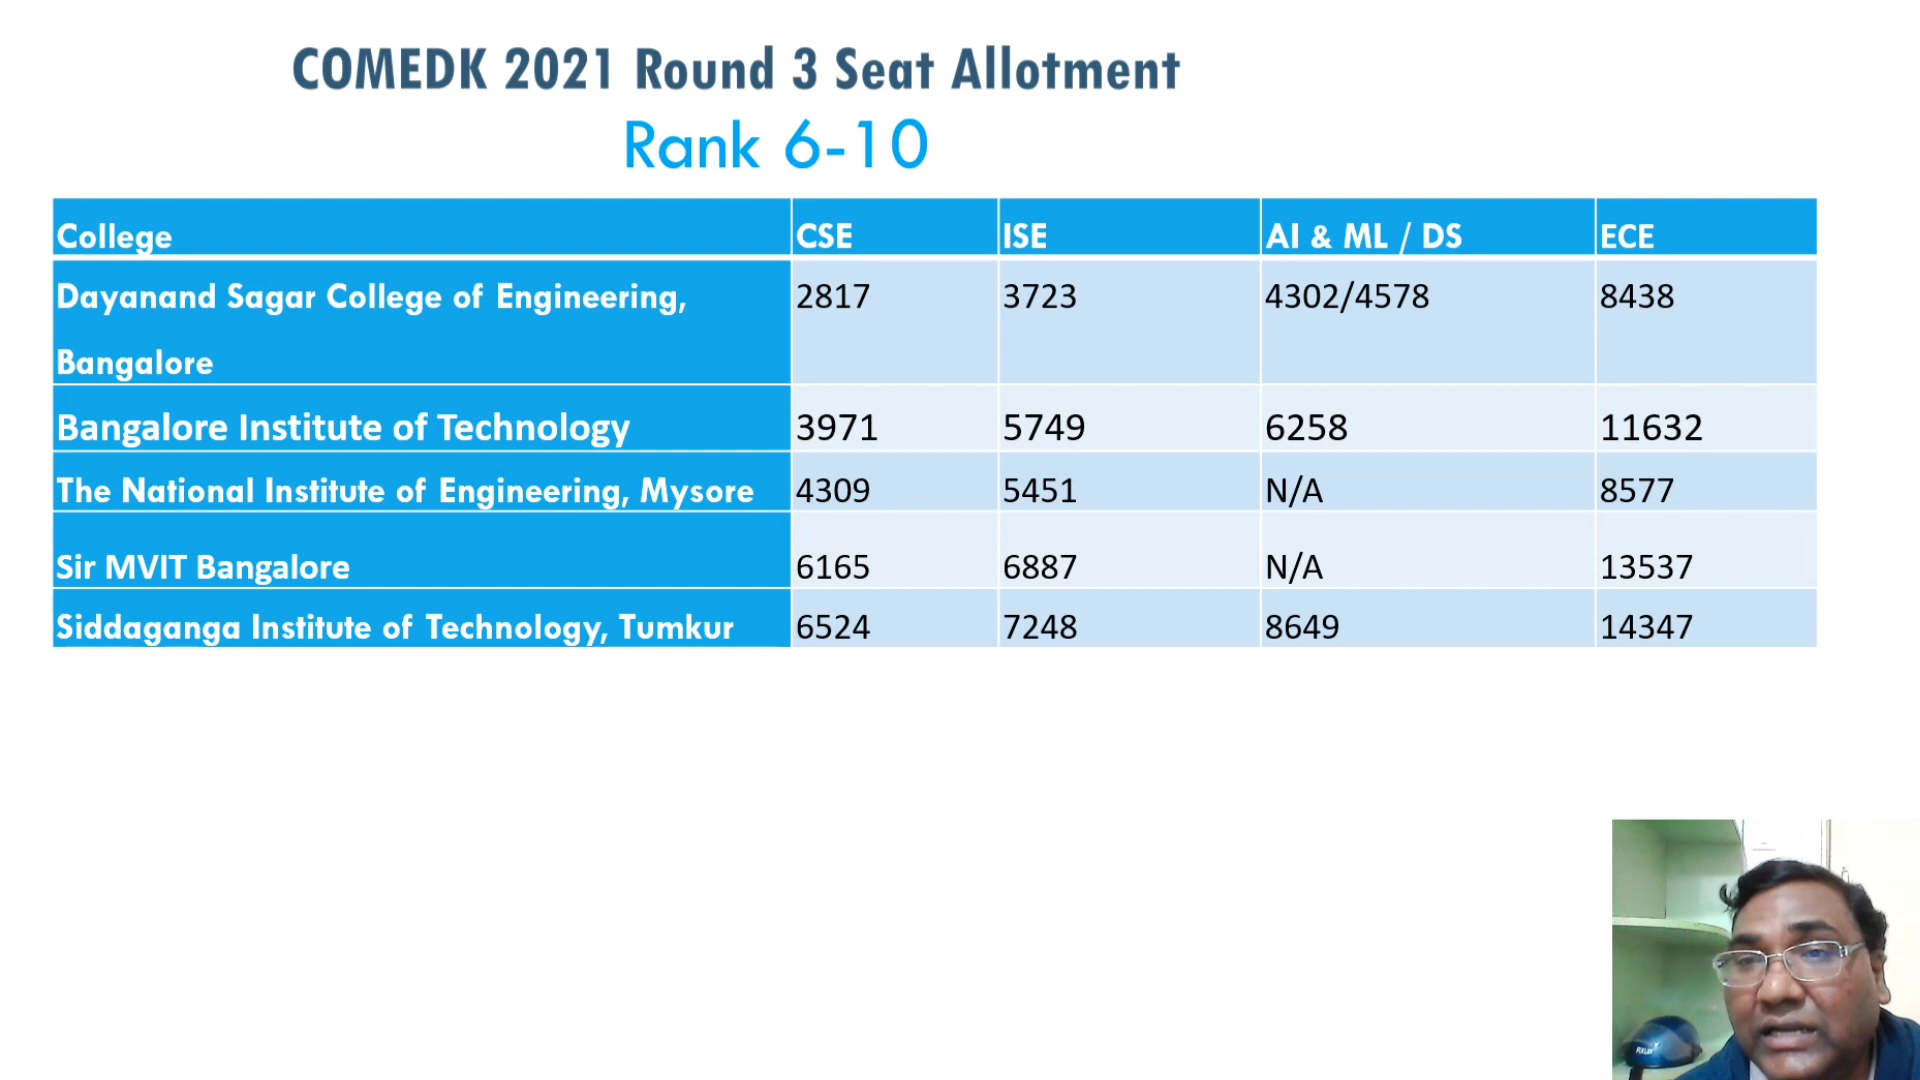 COMEDK 2021 Round 3 Seat Allotment
Rank 6-10
College CSE ISE AI & ML / DS ECE
Dayanand Sagar College of Engineering, 2817 3723 4302/4578 8438
Bangalore
Bangalore Institute of Technology 3971 5749 6258 11632
The National Institute of Engineering, Mysore 4309 5451 N/A 8577
Sir MVIT Bangalore 6165 6887 N/A 13537
Siddaganga Institute of Technology, Tumkur 6524 7248 8649 14347